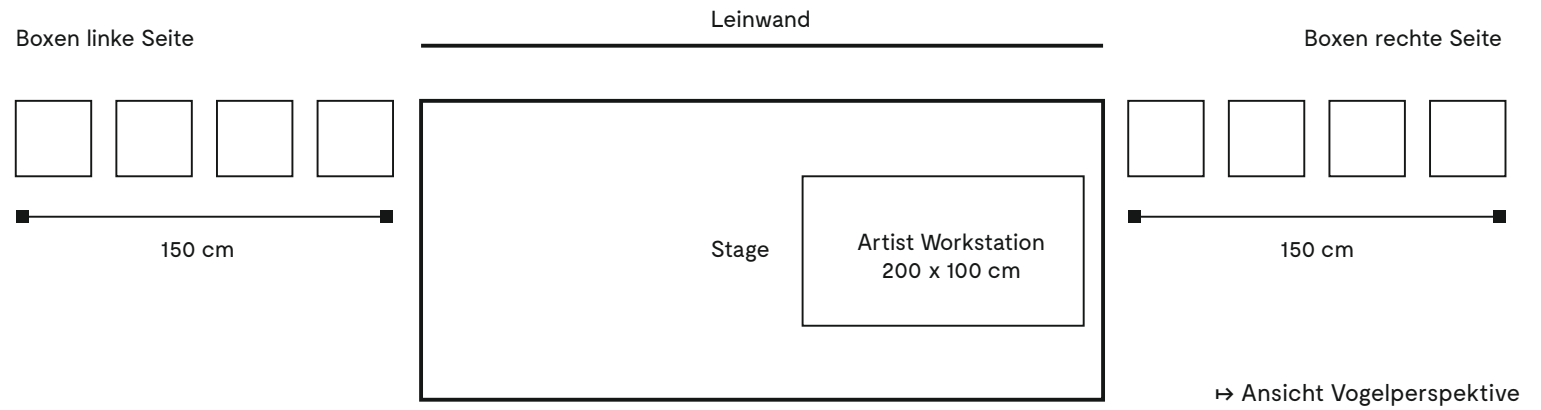 Leinwand
Boxen linke Seite
Boxen rechte Seite
150 cm
Stage
Artist Workstation
200 x 100 cm
150 cm
↦ Ansicht Vogelperspektive